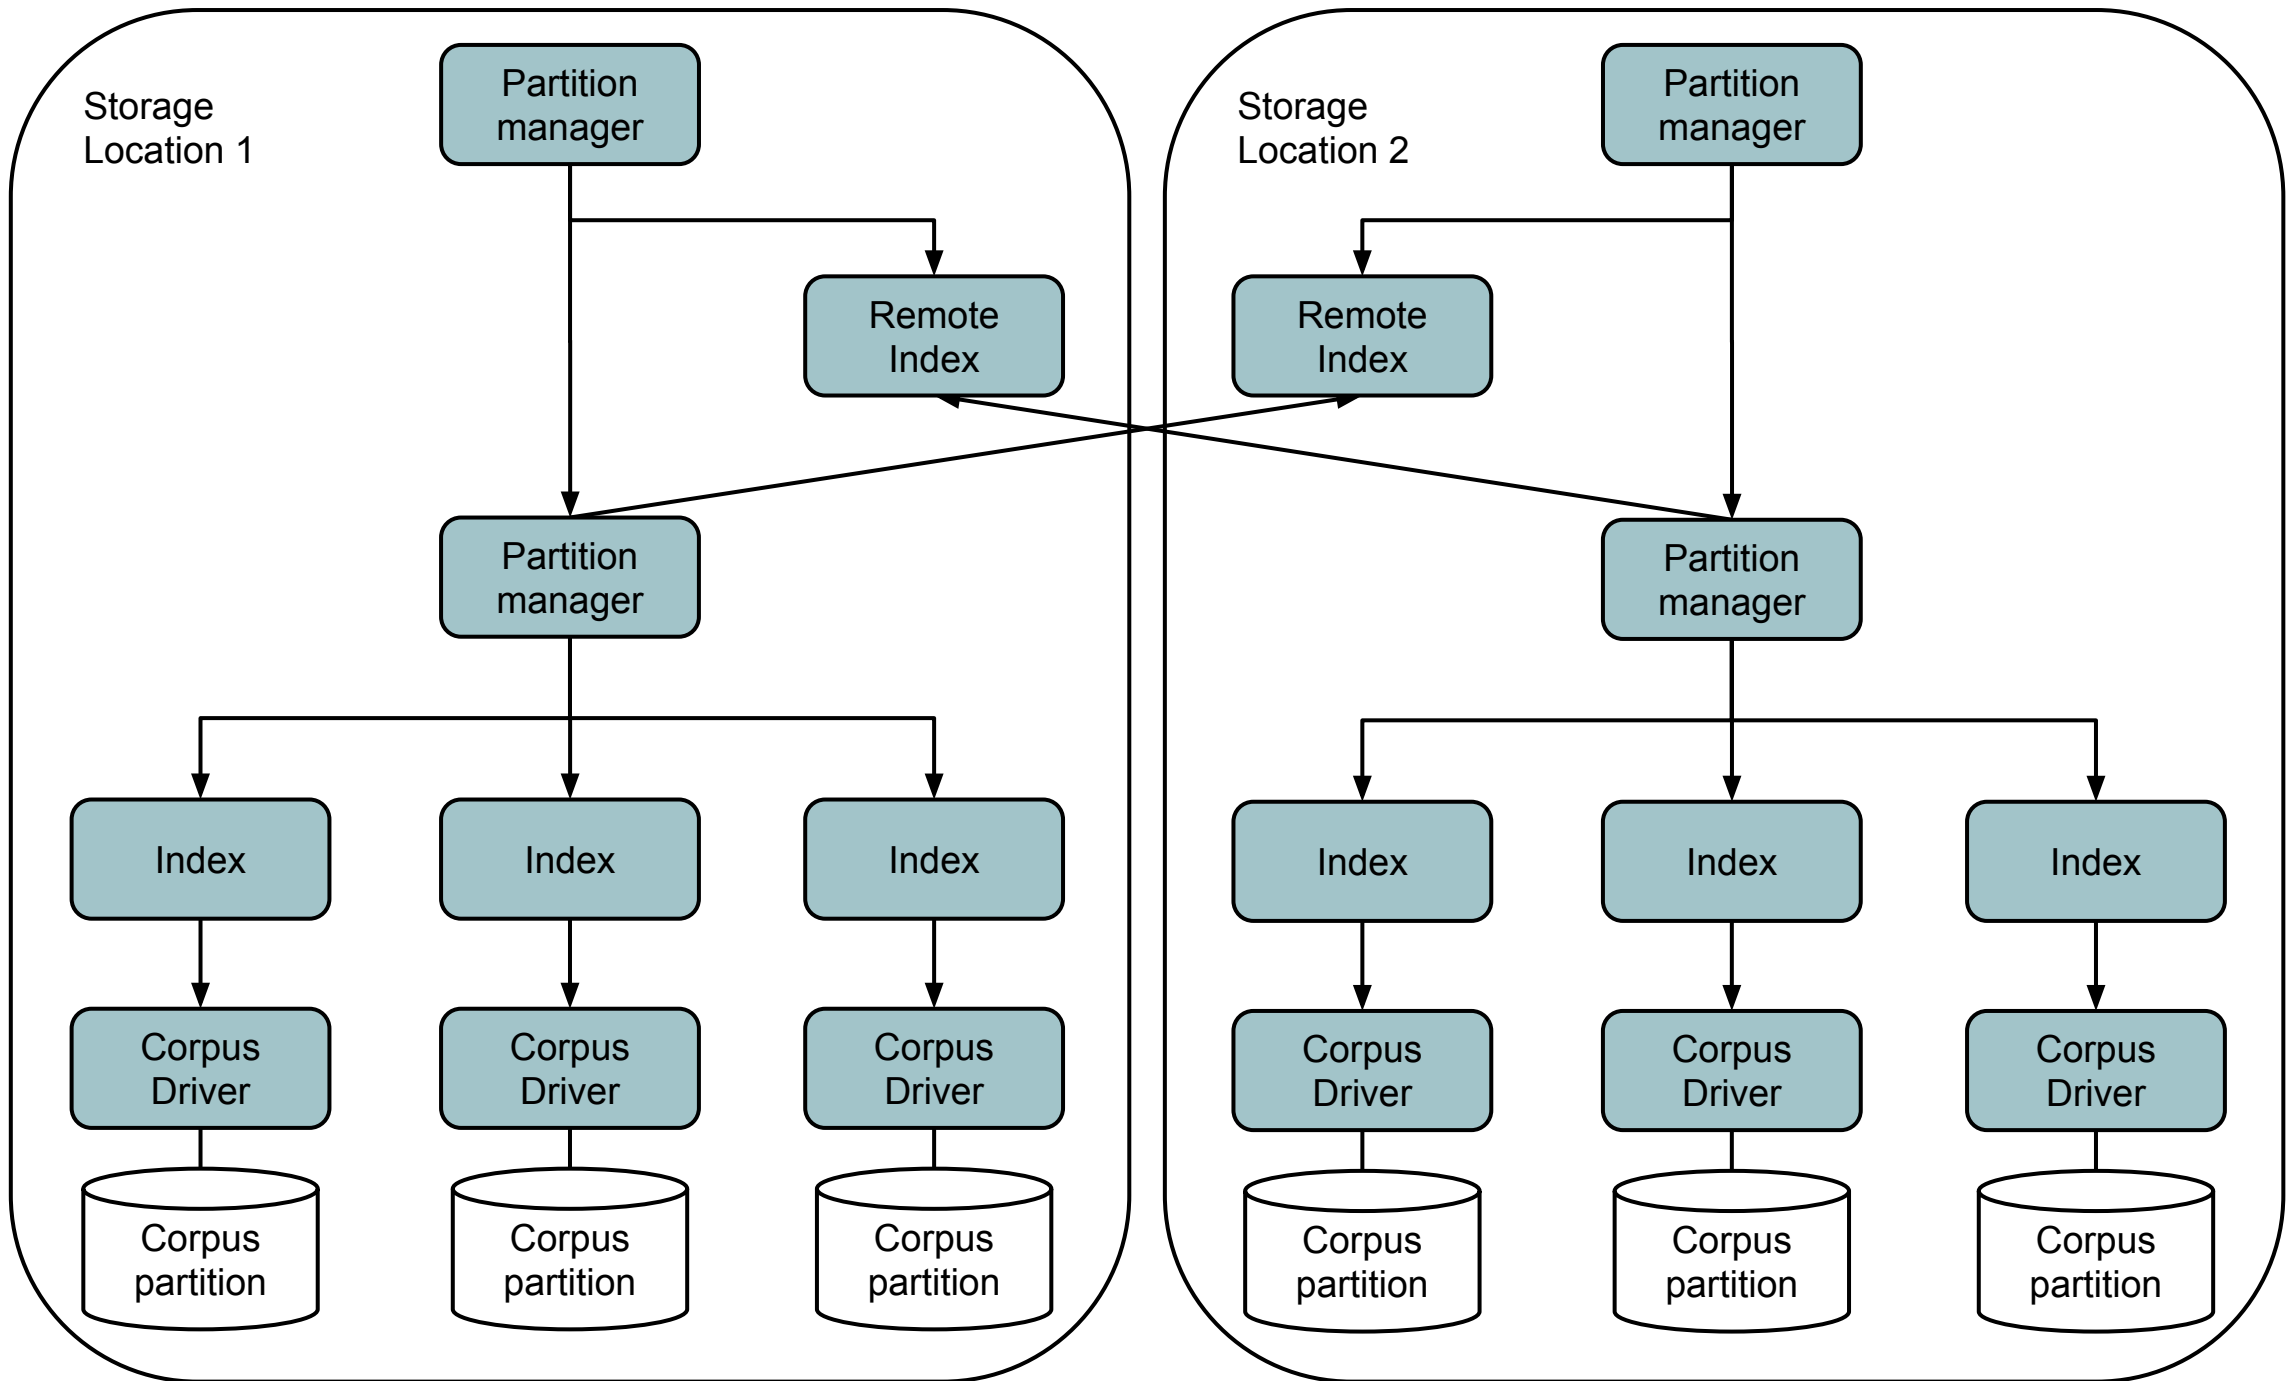 Storage
Location 1
Partition
manager
Remote
Index
Partition
manager
Index
Index
Index
Corpus
Driver
Corpus
Driver
Corpus
Driver
Corpus
partition
Corpus
partition
Corpus
partition
Storage
Location 2
Partition
manager
Remote
Index
Partition
manager
Index
Index
Index
Corpus
Driver
Corpus
Driver
Corpus
Driver
Corpus
partition
Corpus
partition
Corpus
partition